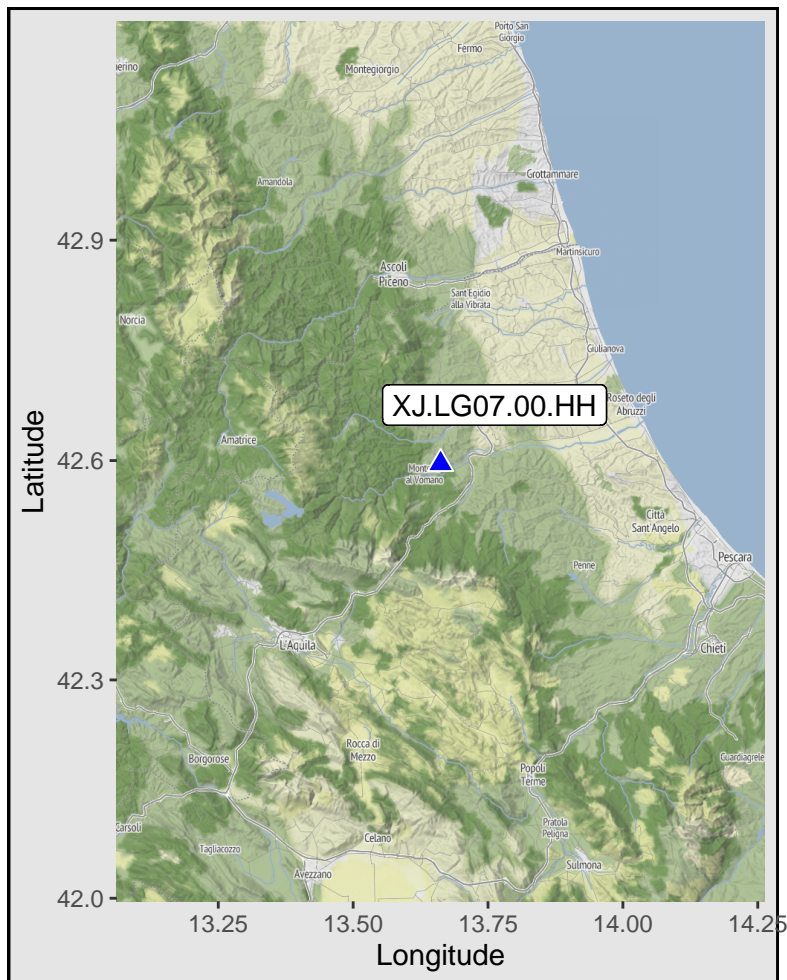 Porto San
Giorgio
Fermo
Montegiorgio
erino
Amandola
Grottammare
42.9
Martinsicuro
Ascoli
Piceno
Sant'Egidio
alla Vibrata
Norcia
Giulianova
XJ.LG07.00.HH
Roseto degli
Abruzzi
Amatrice
Latitude
42.6
al Vomano
Città
Sant'Angelo
Pescara
Penne
L'Aquila
Chieti
42.3
Rocca di
Mezzo
Borgorose
Guardiagrele
Popoli
Terme
Carsoli
Pratola
Peligna
Tagliacozzo
Celano
Sulmona
Avezzano
42.0
13.25
13.50
13.75
14.00
14.25
Longitude